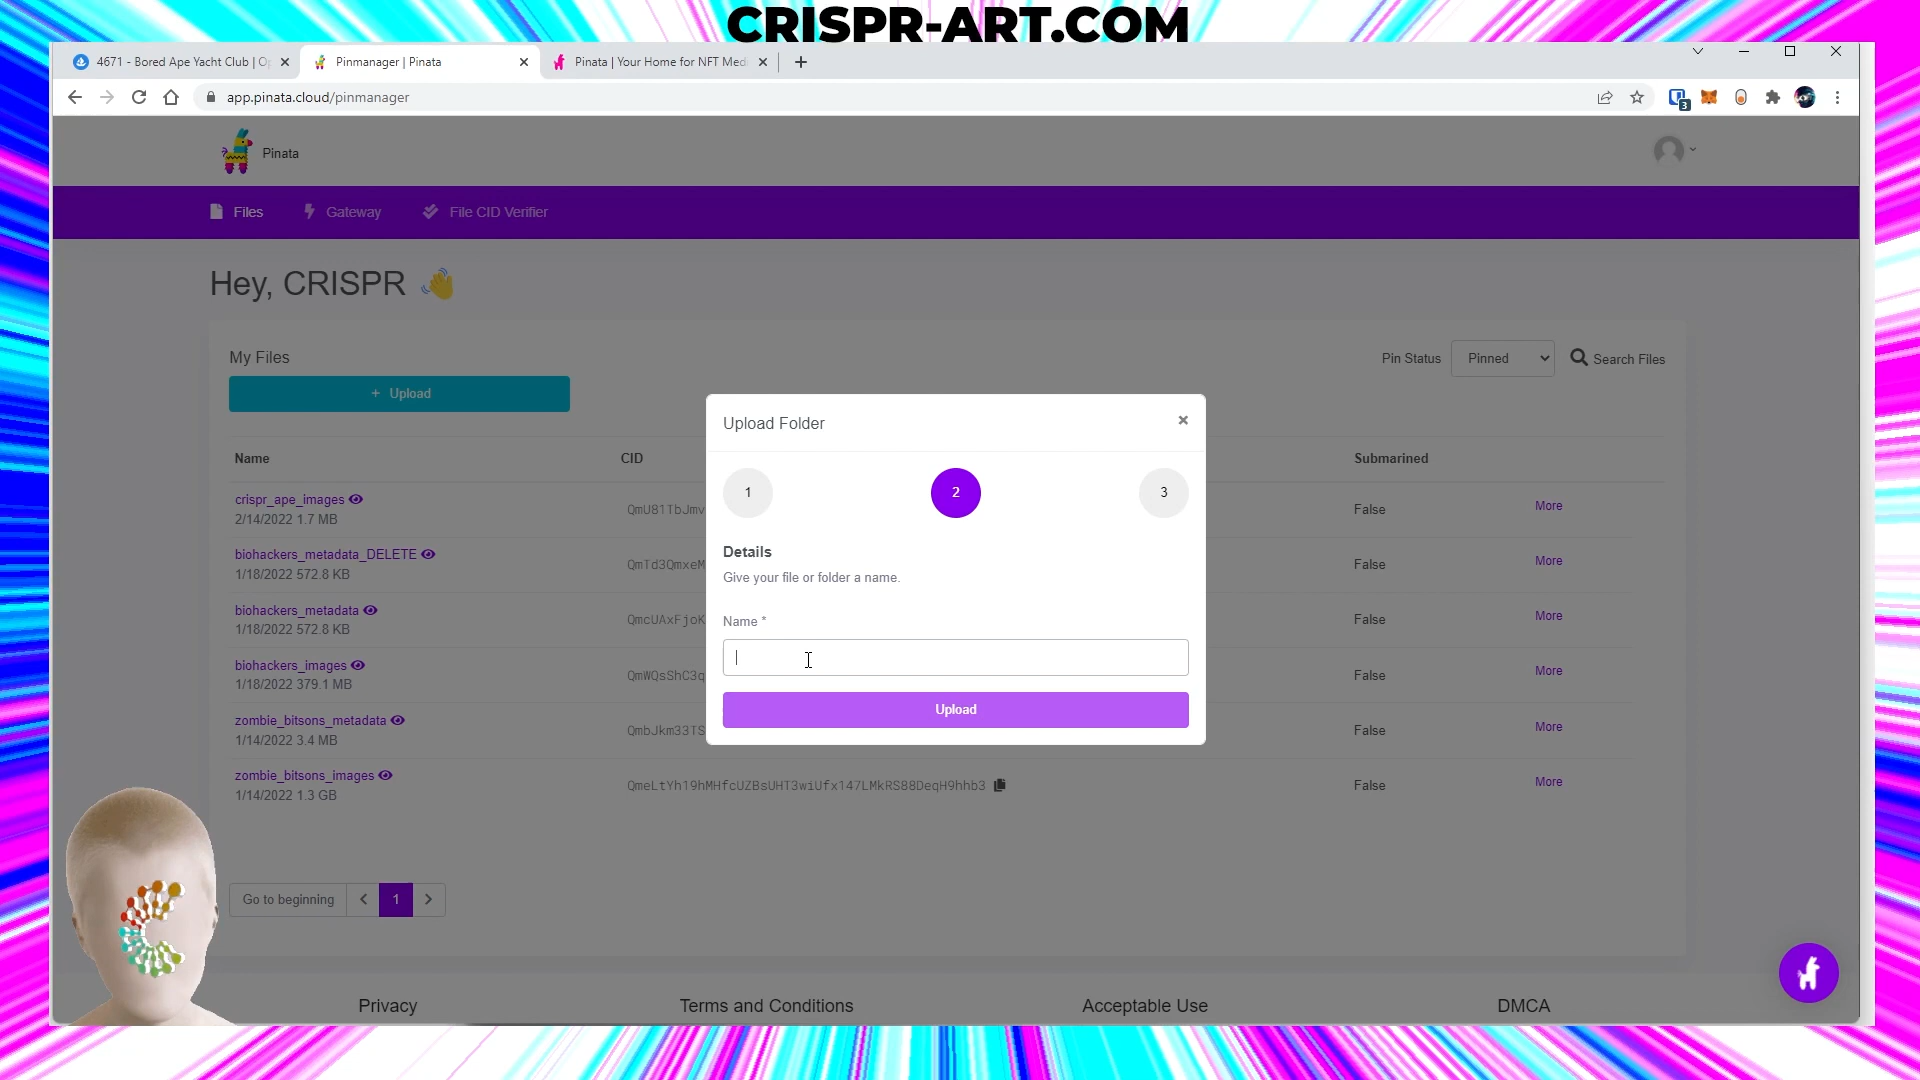 CRISPR-ART.COM
4671 - Bored Ape Yacht Club | O
Pinmanager | Pinata
Pinata | Your Home for NFT Med
app.pinata.cloud/pinmanager
3
Pinata
Files
Gateway
File CID Verifier
Hey, CRISPR 👋
My Files
Pin Status
Pinned
Search Files
+ Upload
Name
CID
Submarined
crispr_ape_images
2/14/2022 1.7 MB
QmU81TbJmv
False
More
biohackers_metadata_DELETE
1/18/2022 572.8 KB
QmTd3QmxeM
False
More
biohackers_metadata
1/18/2022 572.8 KB
QmcUAxFjoK
False
More
biohackers_images
1/18/2022 379.1 MB
QmWQsShC3q
False
More
zombie_bitsons_metadata
1/14/2022 3.4 MB
QmbJkm33TS
False
More
zombie_bitsons_images
1/14/2022 1.3 GB
QmeLtYh19hMHfcUZBsUHT3wiUfx147LMkRS88DeqH9hhb3
False
More
Upload Folder
×
1
2
3
Details
Give your file or folder a name.
Name *
Upload
Go to beginning
1
Privacy
Terms and Conditions
Acceptable Use
DMCA